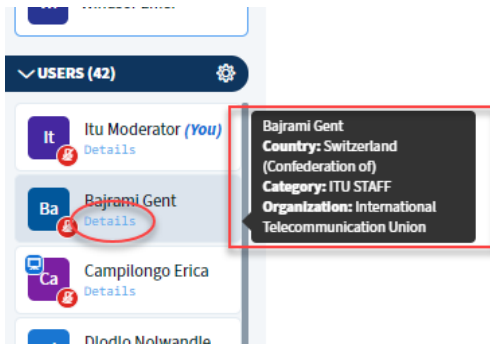 USERS (42)
It
Itu Moderator (You)
Details
Bajrami Gent
Country: Switzerland
(Confederation of)
Category: ITU STAFF
Organization: International
Telecommunication Union
Ba
Bajrami Gent
Details
Ca
Campilongo Erica
Details
Dlodlo Nolwandle